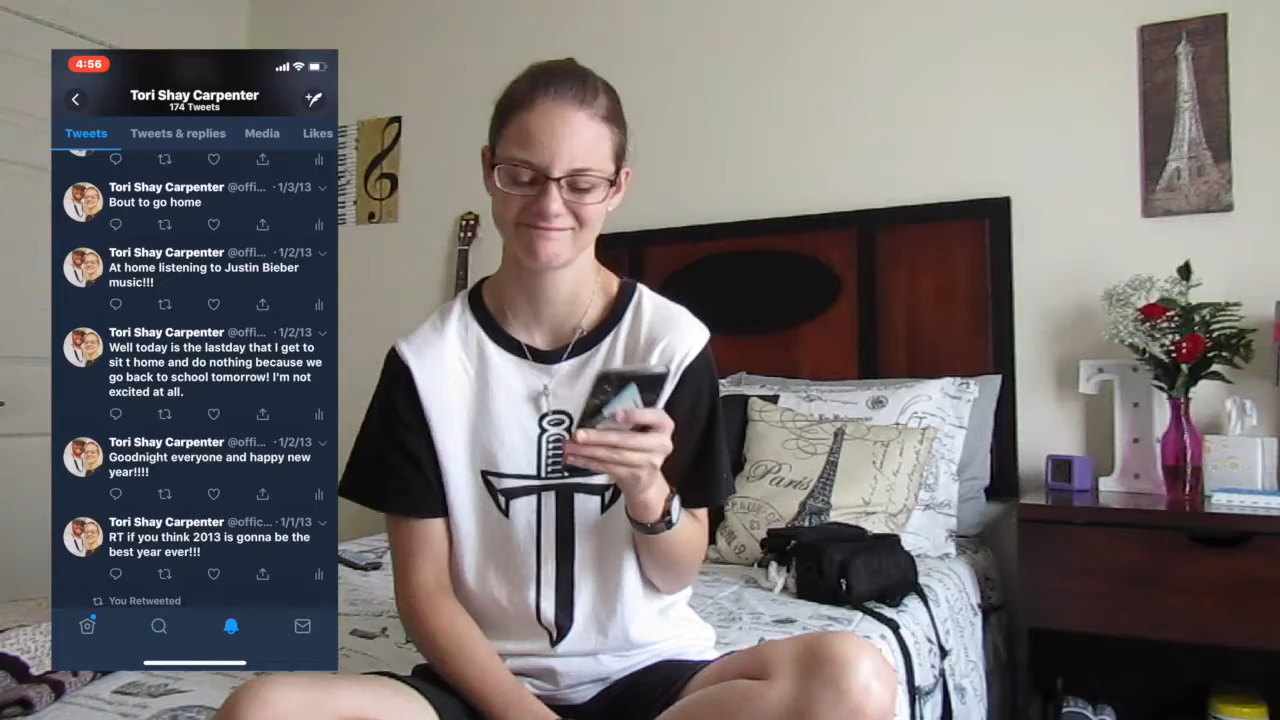 4:56
Tori Shay Carpenter
174 Tweets
Tweets Tweets & replies Media Likes
Tori Shay Carpenter @offi... · 1/3/13
Bout to go home
Tori Shay Carpenter @offi... · 1/2/13
At home listening to Justin Bieber
music!!!
Tori Shay Carpenter @offi... · 1/2/13
Well today is the lastday that I get to
sit t home and do nothing because we
go back to school tomorrow! I'm not
excited at all.
Tori Shay Carpenter @offi... · 1/2/13
Goodnight everyone and happy new
year!!!!
Tori Shay Carpenter @offic... · 1/1/13
RT if you think 2013 is gonna be the
best year ever!!!
You Retweeted
Paris
T